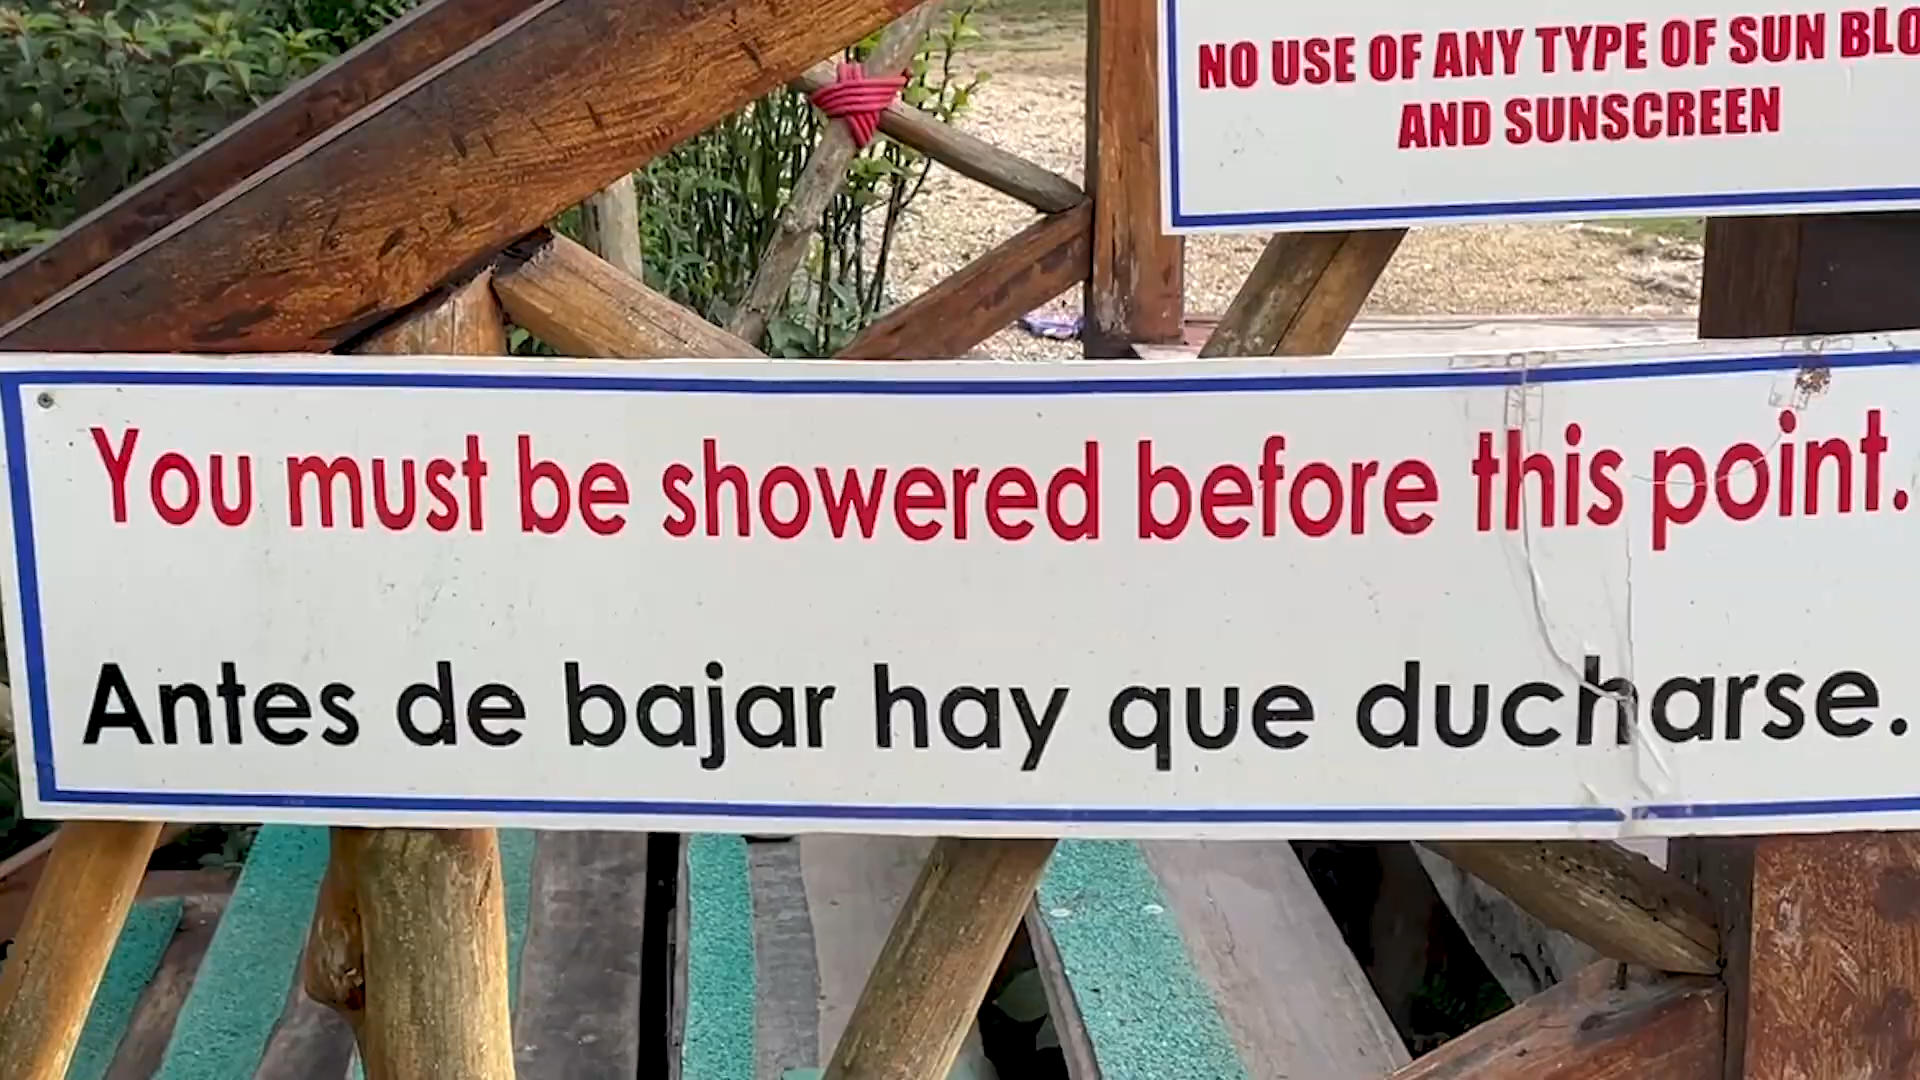 NO USE OF ANY TYPE OF SUN BLO
AND SUNSCREEN
You must be showered before this point.
Antes de bajar hay que ducharse.